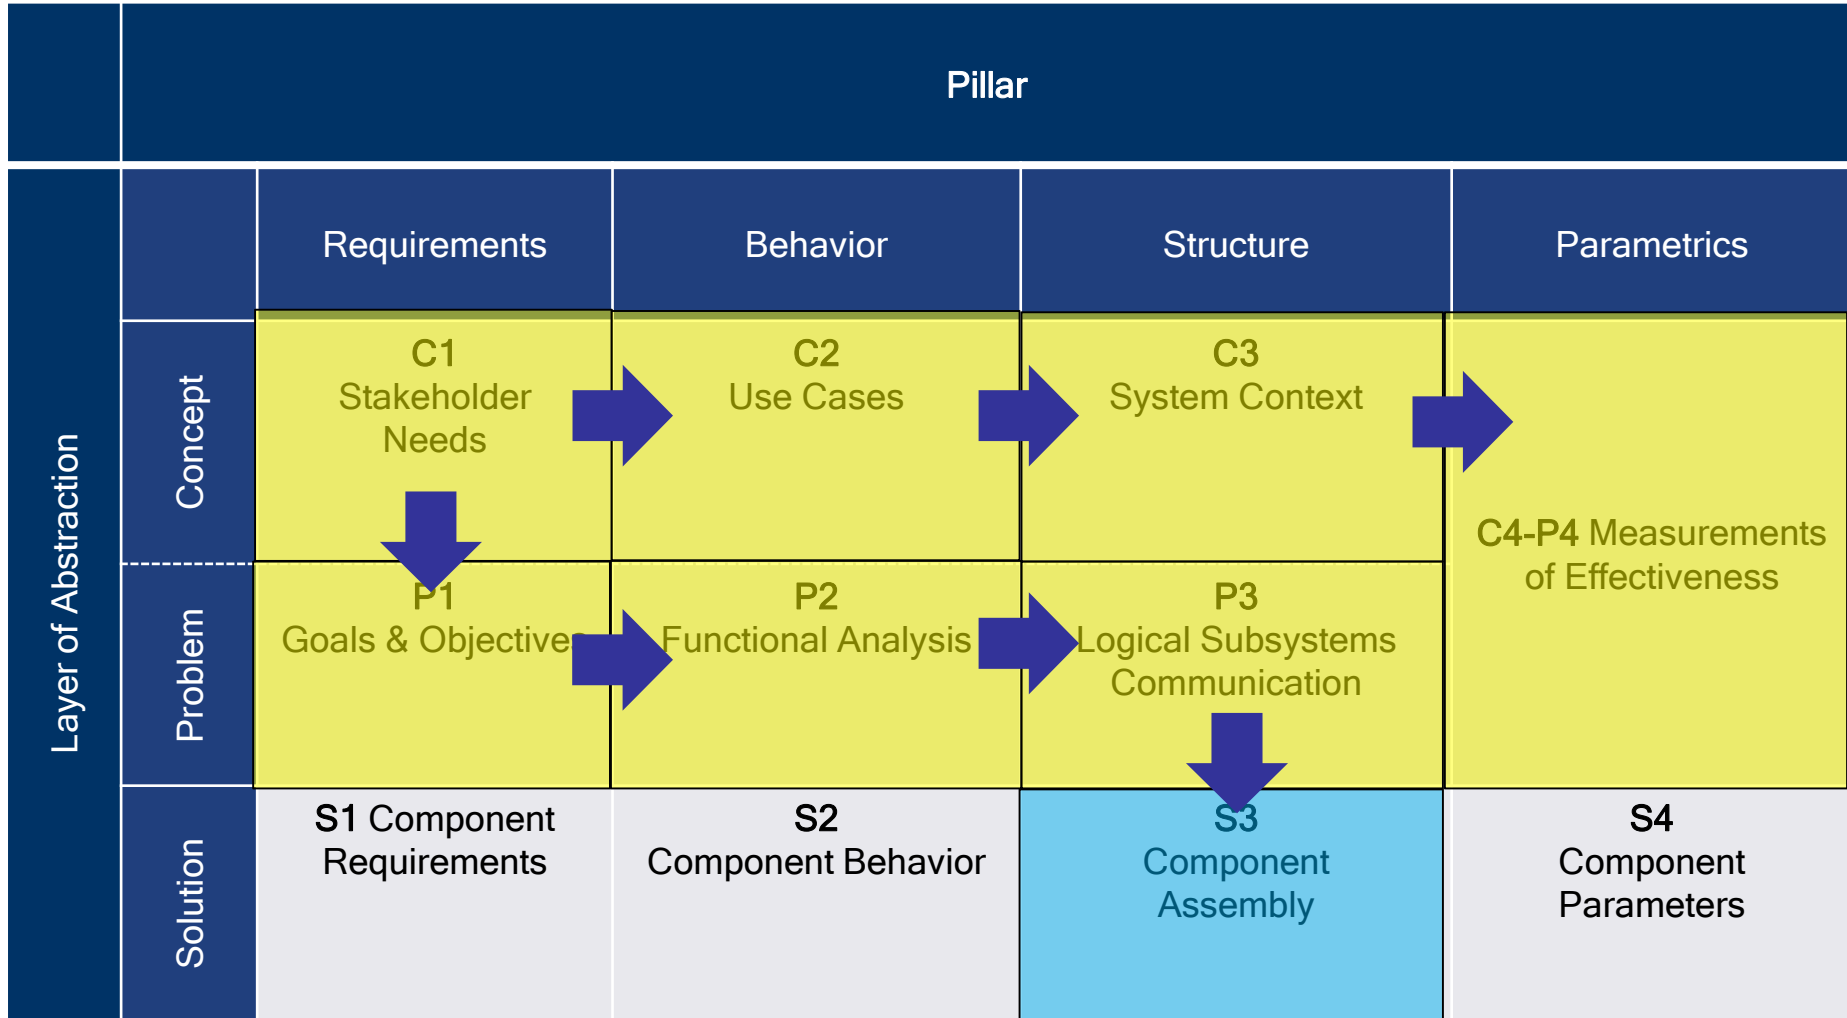 Pillar
Requirements
Behavior
Structure
Parametrics
Layer of Abstraction
Concept
C1
Stakeholder
Needs
C2
Use Cases
C3
System Context
C4-P4 Measurements
of Effectiveness
Problem
P1
Goals & Objectives
P2
Functional Analysis
P3
Logical Subsystems
Communication
Solution
S1 Component
Requirements
S2
Component Behavior
S3
Component
Assembly
S4
Component
Parameters